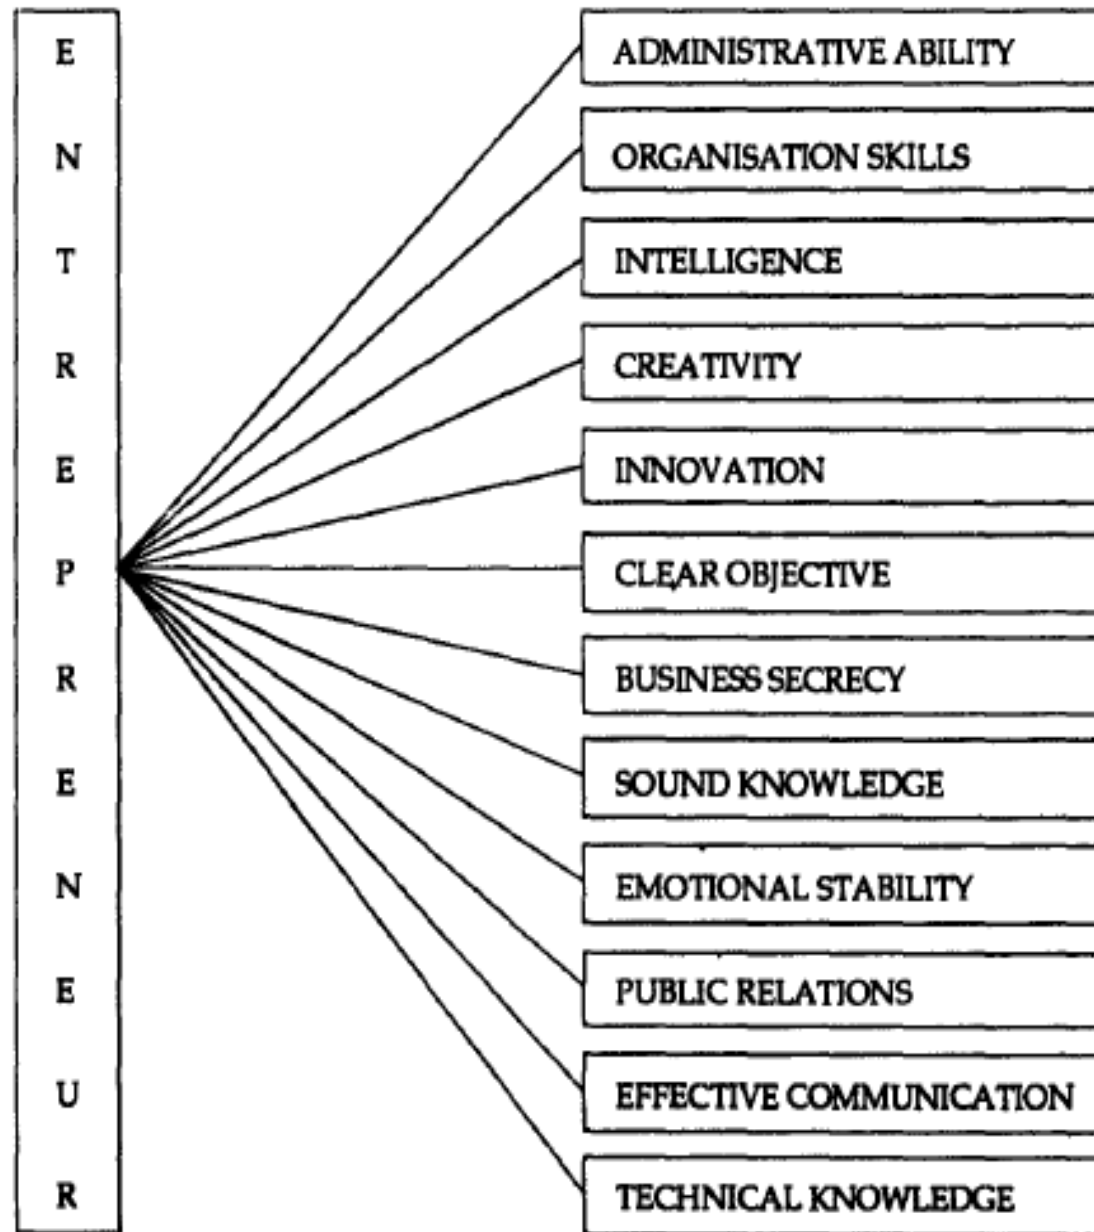 E
N
T
R
E
P
R
E
N
E
U
R
ADMINISTRATIVE ABILITY
ORGANISATION SKILLS
INTELLIGENCE
CREATIVITY
INNOVATION
CLEAR OBJECTIVE
BUSINESS SECRECY
SOUND KNOWLEDGE
EMOTIONAL STABILITY
PUBLIC RELATIONS
EFFECTIVE COMMUNICATION
TECHNICAL KNOWLEDGE